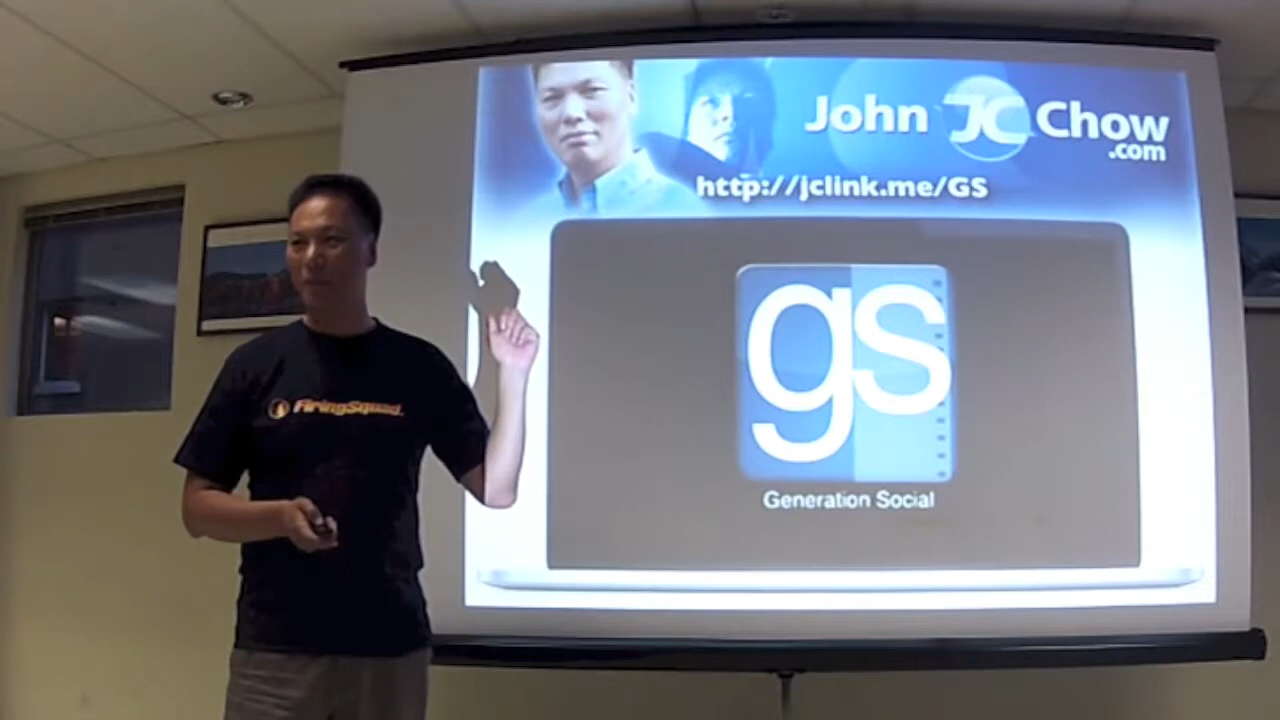 John JC Chow
.com
http://jclink.me/GS
gs
Generation Social
FiringSquad.